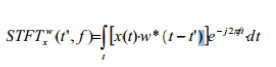 STFT_x^w (t', f) = ∫_t [x(t)·w*(t − t')]e^{−j2πft} dt